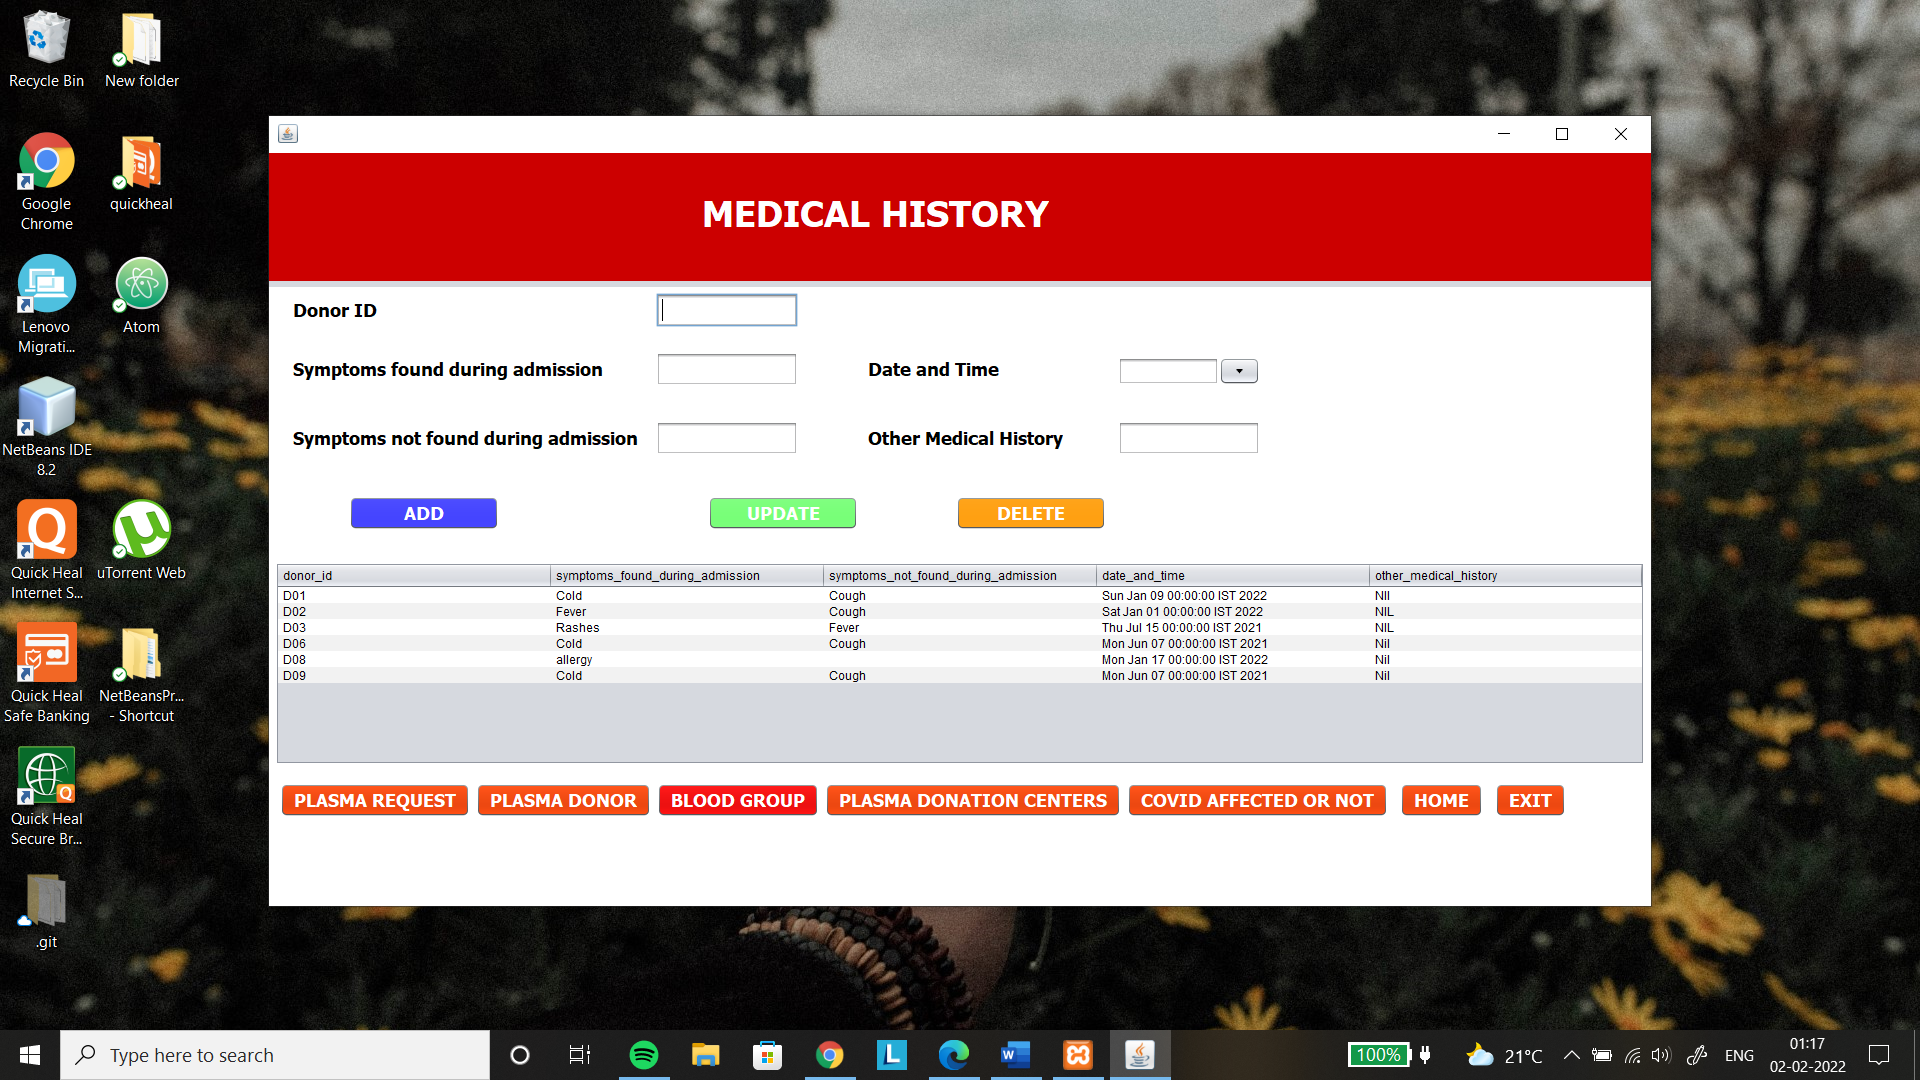 Recycle Bin
New folder
Google
Chrome
quickheal
Lenovo
Migrati...
Atom
NetBeans IDE
8.2
Quick Heal
Internet S...
uTorrent Web
Quick Heal
Safe Banking
NetBeansPr...
- Shortcut
Quick Heal
Secure Br...
.git
MEDICAL HISTORY
Donor ID
Symptoms found during admission
Date and Time
Symptoms not found during admission
Other Medical History
ADD UPDATE DELETE
donor_id symptoms_found_during_admission symptoms_not_found_during_admission date_and_time other_medical_history
D01 Cold Cough Sun Jan 09 00:00:00 IST 2022 NIl
D02 Fever Cough Sat Jan 01 00:00:00 IST 2022 NIL
D03 Rashes Fever Thu Jul 15 00:00:00 IST 2021 NIL
D06 Cold Cough Mon Jun 07 00:00:00 IST 2021 Nil
D08 allergy Mon Jan 17 00:00:00 IST 2022 Nil
D09 Cold Cough Mon Jun 07 00:00:00 IST 2021 Nil
PLASMA REQUEST PLASMA DONOR BLOOD GROUP PLASMA DONATION CENTERS COVID AFFECTED OR NOT HOME EXIT
Type here to search
100%
21°C
ENG
01:17
02-02-2022